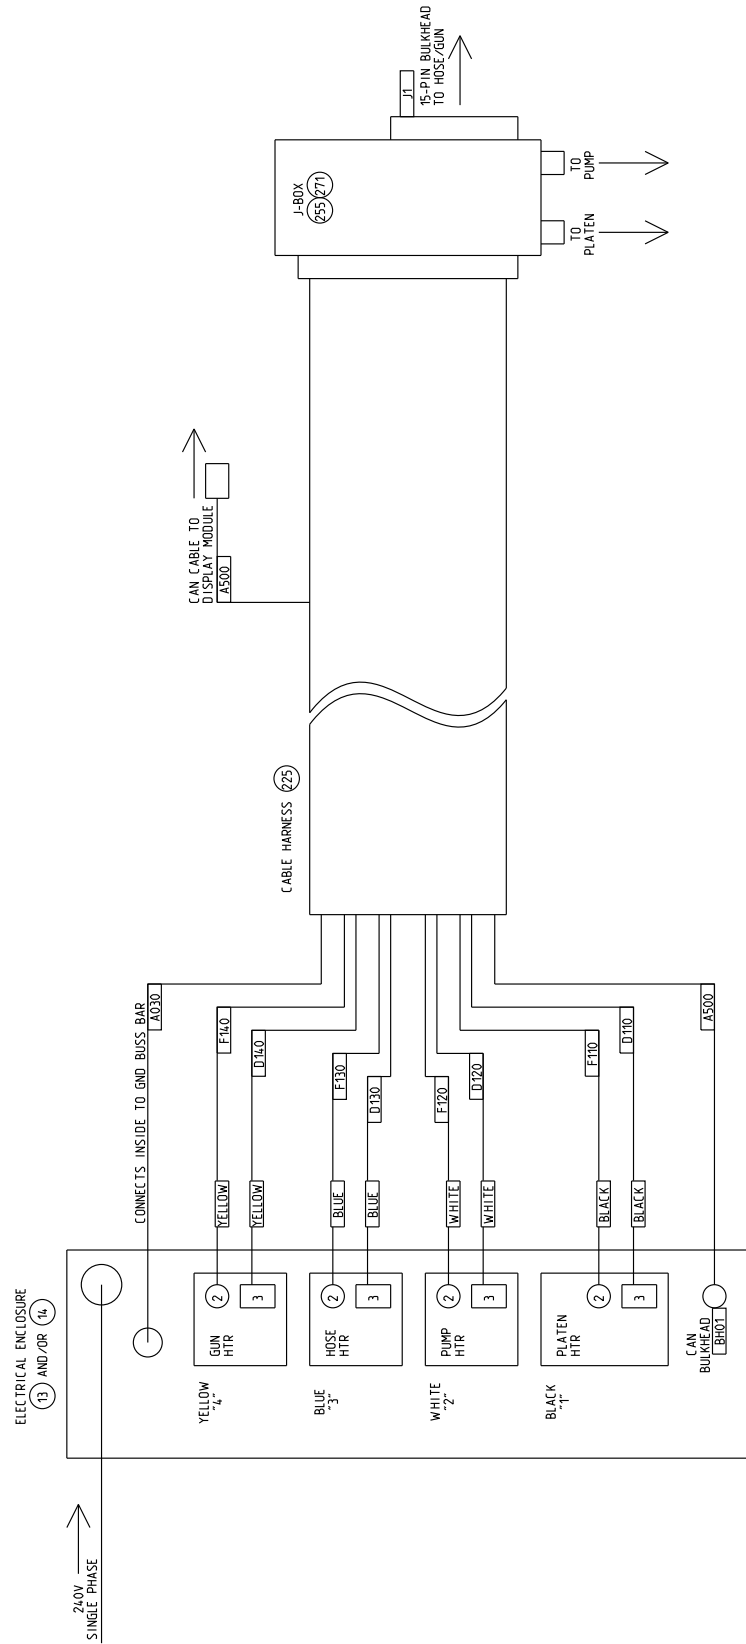 240V
SINGLE PHASE
ELECTRICAL ENCLOSURE
13 AND/OR 14
CONNECTS INSIDE TO GND BUSS BAR
A030
YELLOW
"4"
GUN
HTR
2
3
YELLOW
YELLOW
F140
D140
BLUE
"3"
HOSE
HTR
2
3
BLUE
BLUE
F130
D130
WHITE
"2"
PUMP
HTR
2
3
WHITE
WHITE
F120
D120
BLACK
"1"
PLATEN
HTR
2
3
BLACK
BLACK
F110
D110
CAN
BULKHEAD
BH01
A500
CABLE HARNESS 225
CAN CABLE TO
DISPLAY MODULE
A500
J-BOX
255 271
J1
15-PIN BULKHEAD
TO HOSE/GUN
TO
PLATEN
TO
PUMP